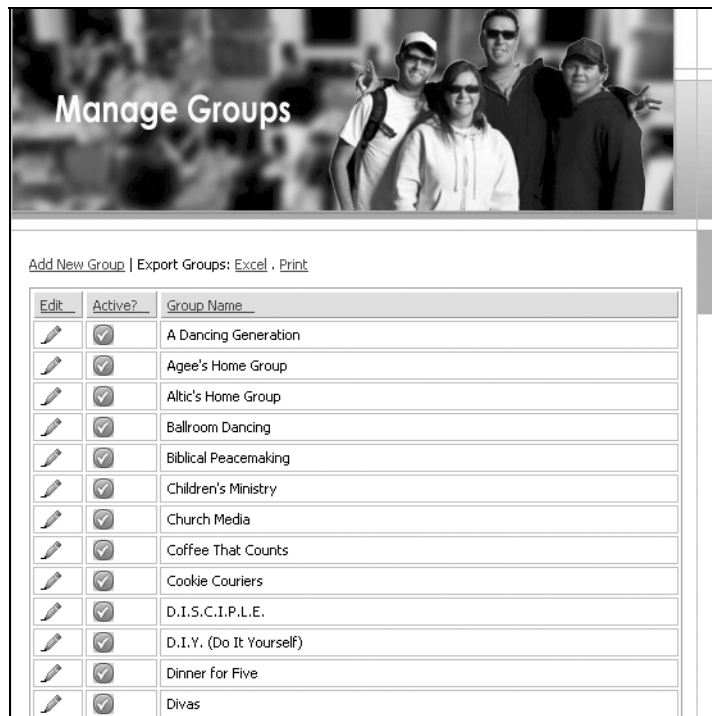 Manage Groups
Add New Group | Export Groups: Excel . Print
Edit Active? Group Name
A Dancing Generation
Agee's Home Group
Altic's Home Group
Ballroom Dancing
Biblical Peacemaking
Children's Ministry
Church Media
Coffee That Counts
Cookie Couriers
D.I.S.C.I.P.L.E.
D.I.Y. (Do It Yourself)
Dinner for Five
Divas